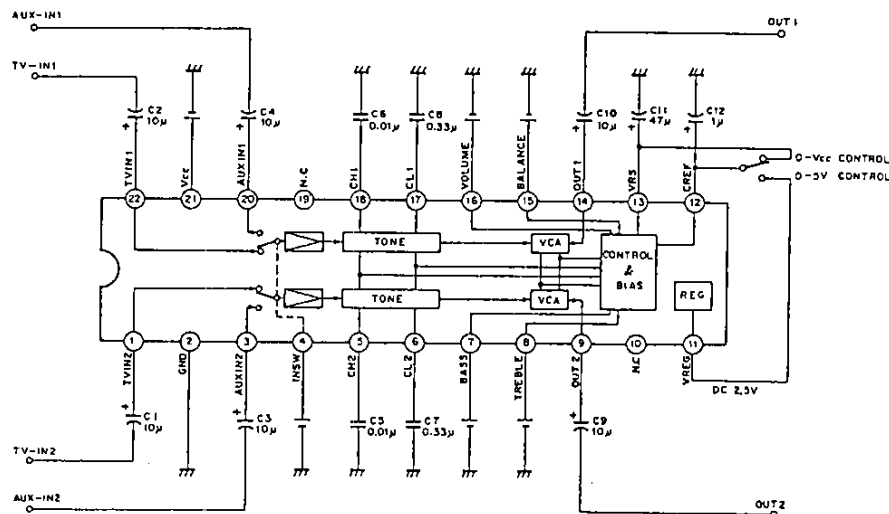 AUX-IN1
OUT 1
TV-IN1
C2
10μ
C4
10μ
C6
0.01μ
C8
0.33μ
C10
10μ
C11
47μ
C12
1μ
0-Vcc CONTROL
0-5V CONTROL
TVIN1
Vcc
AUXIN1
N.C
CH1
CL1
VOLUME
BALANCE
OUT1
VRS
CREF
22
21
20
19
18
17
16
15
14
13
12
TONE
VCA
CONTROL
&
BIAS
TONE
VCA
REG
1
2
3
4
5
6
7
8
9
10
11
TVIN2
GND
AUXIN2
INSW
CH2
CL2
BASS
TREBLE
OUT2
N.C
VREG
DC 2.5V
C1
10μ
C3
10μ
C5
0.01μ
C7
0.33μ
C9
10μ
TV-IN2
AUX-IN2
OUT2